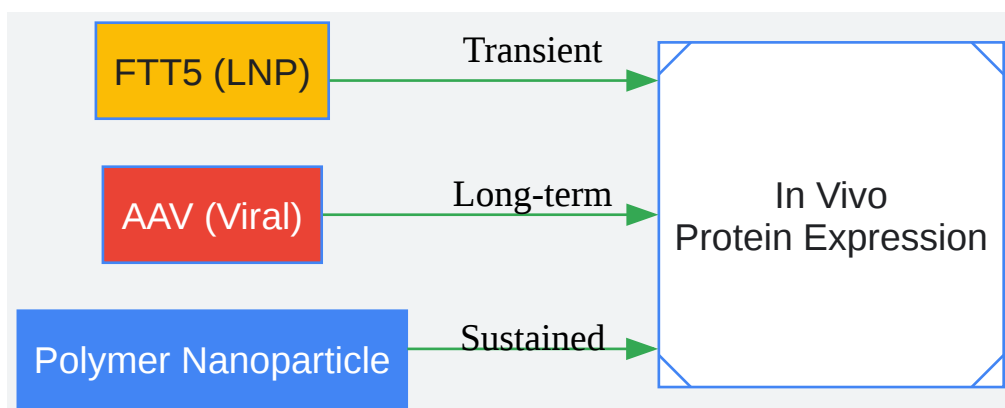 FTT5 (LNP)
Transient
AAV (Viral)
Long-term
In Vivo
Protein Expression
Polymer Nanoparticle
Sustained